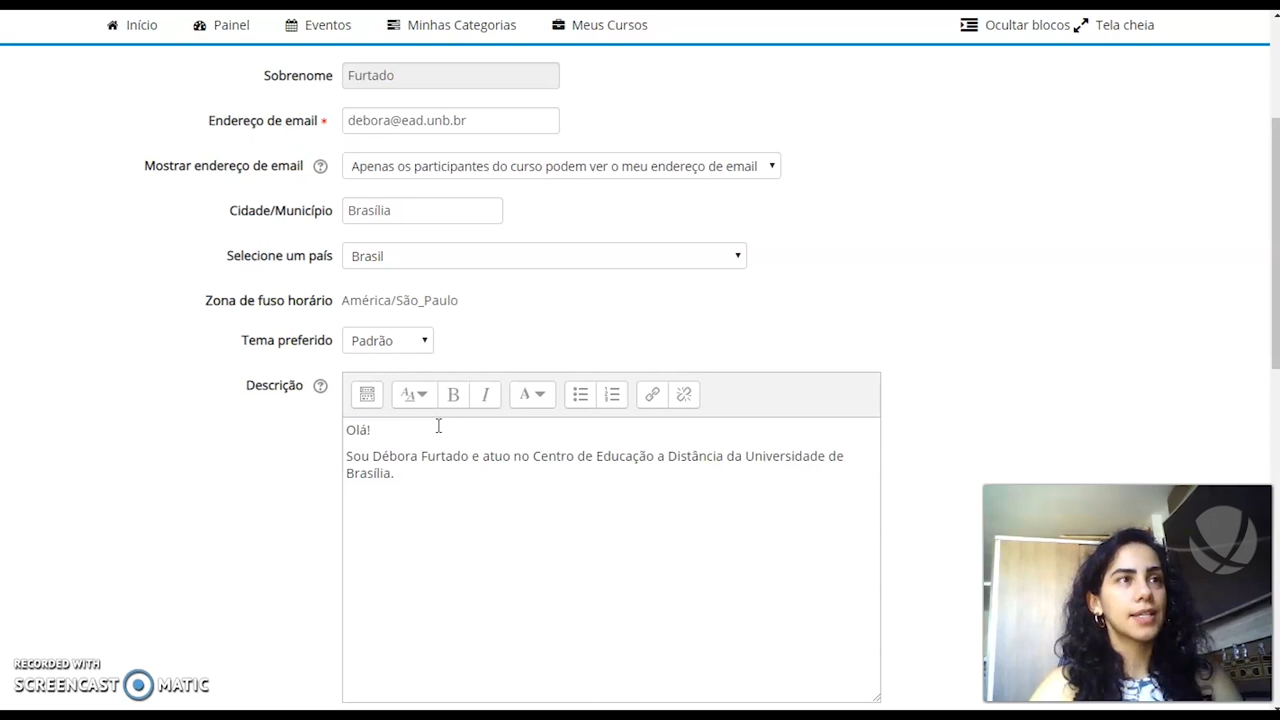 Início Painel Eventos Minhas Categorias Meus Cursos Ocultar blocos Tela cheia
Sobrenome Furtado
Endereço de email * debora@ead.unb.br
Mostrar endereço de email ? Apenas os participantes do curso podem ver o meu endereço de email
Cidade/Município Brasília
Selecione um país Brasil
Zona de fuso horário América/São_Paulo
Tema preferido Padrão
Descrição ? AA B I A
Olá!
Sou Débora Furtado e atuo no Centro de Educação a Distância da Universidade de
Brasília.
RECORDED WITH
SCREENCAST MATIC